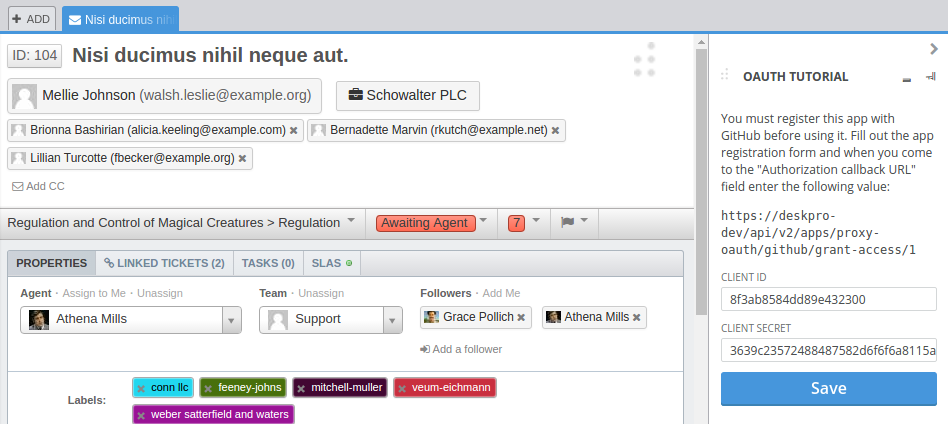 ADD
Nisi ducimus nih
ID: 104
Nisi ducimus nihil neque aut.
Mellie Johnson (walsh.leslie@example.org)
Schowalter PLC
Brionna Bashirian (alicia.keeling@example.com)
Bernadette Marvin (rkutch@example.net)
Lillian Turcotte (fbecker@example.org)
Add CC
Regulation and Control of Magical Creatures > Regulation
Awaiting Agent
7
PROPERTIES
LINKED TICKETS (2)
TASKS (0)
SLAS
Agent · Assign to Me · Unassign
Team · Unassign
Followers · Add Me
Athena Mills
Support
Grace Pollich
Athena Mills
Add a follower
Labels:
conn llc
feeney-johns
mitchell-muller
veum-eichmann
weber satterfield and waters
OAUTH TUTORIAL
You must register this app with
GitHub before using it. Fill out the app
registration form and when you come
to the "Authorization callback URL"
field enter the following value:
https://deskpro-
dev/api/v2/apps/proxy-
oauth/github/grant-access/1
CLIENT ID
8f3ab8584dd89e432300
CLIENT SECRET
3639c23572488487582d6f6f6a8115a
Save